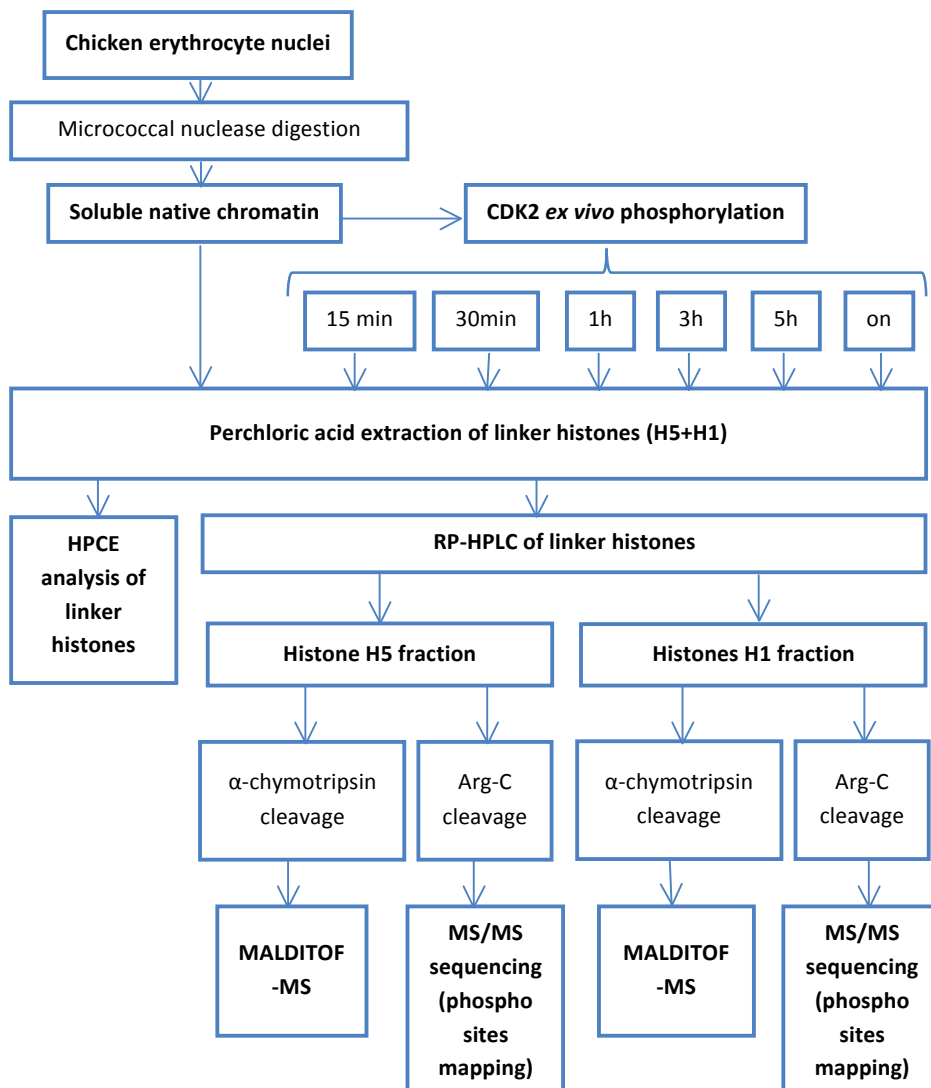 Chicken erythrocyte nuclei
Micrococcal nuclease digestion
Soluble native chromatin
CDK2 ex vivo phosphorylation
15 min
30min
1h
3h
5h
on
Perchloric acid extraction of linker histones (H5+H1)
HPCE
analysis of
linker
histones
RP-HPLC of linker histones
Histone H5 fraction
Histones H1 fraction
α-chymotripsin
cleavage
Arg-C
cleavage
α-chymotripsin
cleavage
Arg-C
cleavage
MALDITOF
-MS
MS/MS
sequencing
(phospho
sites
mapping)
MALDITOF
-MS
MS/MS
sequencing
(phospho
sites
mapping)